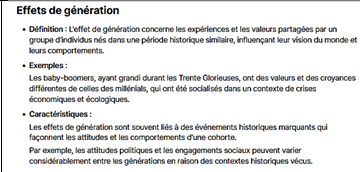 Effets de génération
• Définition : L'effet de génération concerne les expériences et les valeurs partagées par un
groupe d'individus nés dans une période historique similaire, influençant leur vision du monde et
leurs comportements.
• Exemples :
Les baby-boomers, ayant grandi durant les Trente Glorieuses, ont des valeurs et des croyances
différentes de celles des millénials, qui ont été socialisés dans un contexte de crises
économiques et écologiques.
• Caractéristiques :
Les effets de génération sont souvent liés à des événements historiques marquants qui
façonnent les attitudes et les comportements d'une cohorte.
Par exemple, les attitudes politiques et les engagements sociaux peuvent varier
considérablement entre les générations en raison des contextes historiques vécus.